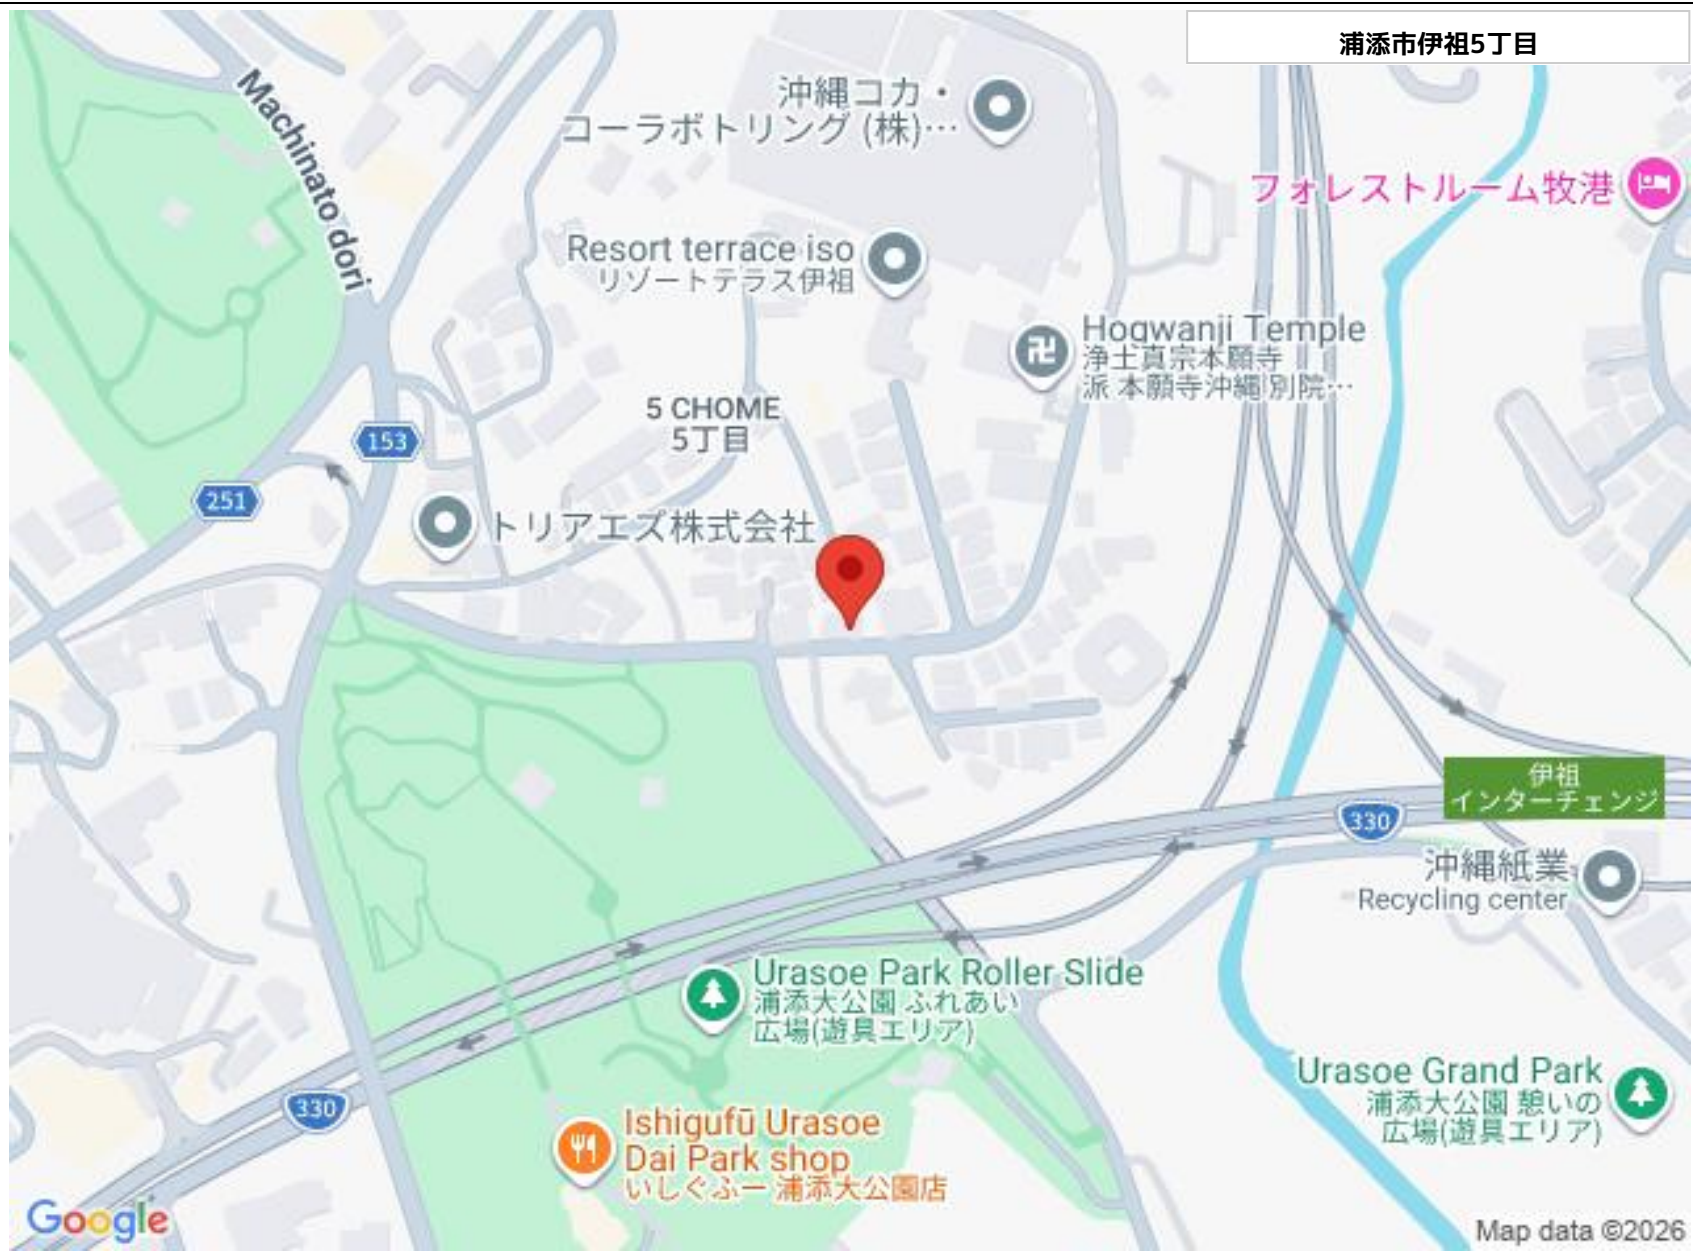 浦添市伊祖5丁目
Machinato dori
沖縄コカ・
コーラボトリング (株)…
フォレストルーム牧港
Resort terrace iso
リゾートテラス伊祖
Hogwanji Temple
浄土真宗本願寺
派 本願寺沖縄別院…
5 CHOME
5丁目
153
251
トリアエズ株式会社
伊祖
インターチェンジ
330
沖縄紙業
Recycling center
Urasoe Park Roller Slide
浦添大公園 ふれあい
広場(遊具エリア)
Urasoe Grand Park
浦添大公園 憩いの
広場(遊具エリア)
330
Ishigufū Urasoe
Dai Park shop
いしぐふー 浦添大公園店
Google
Map data ©2026